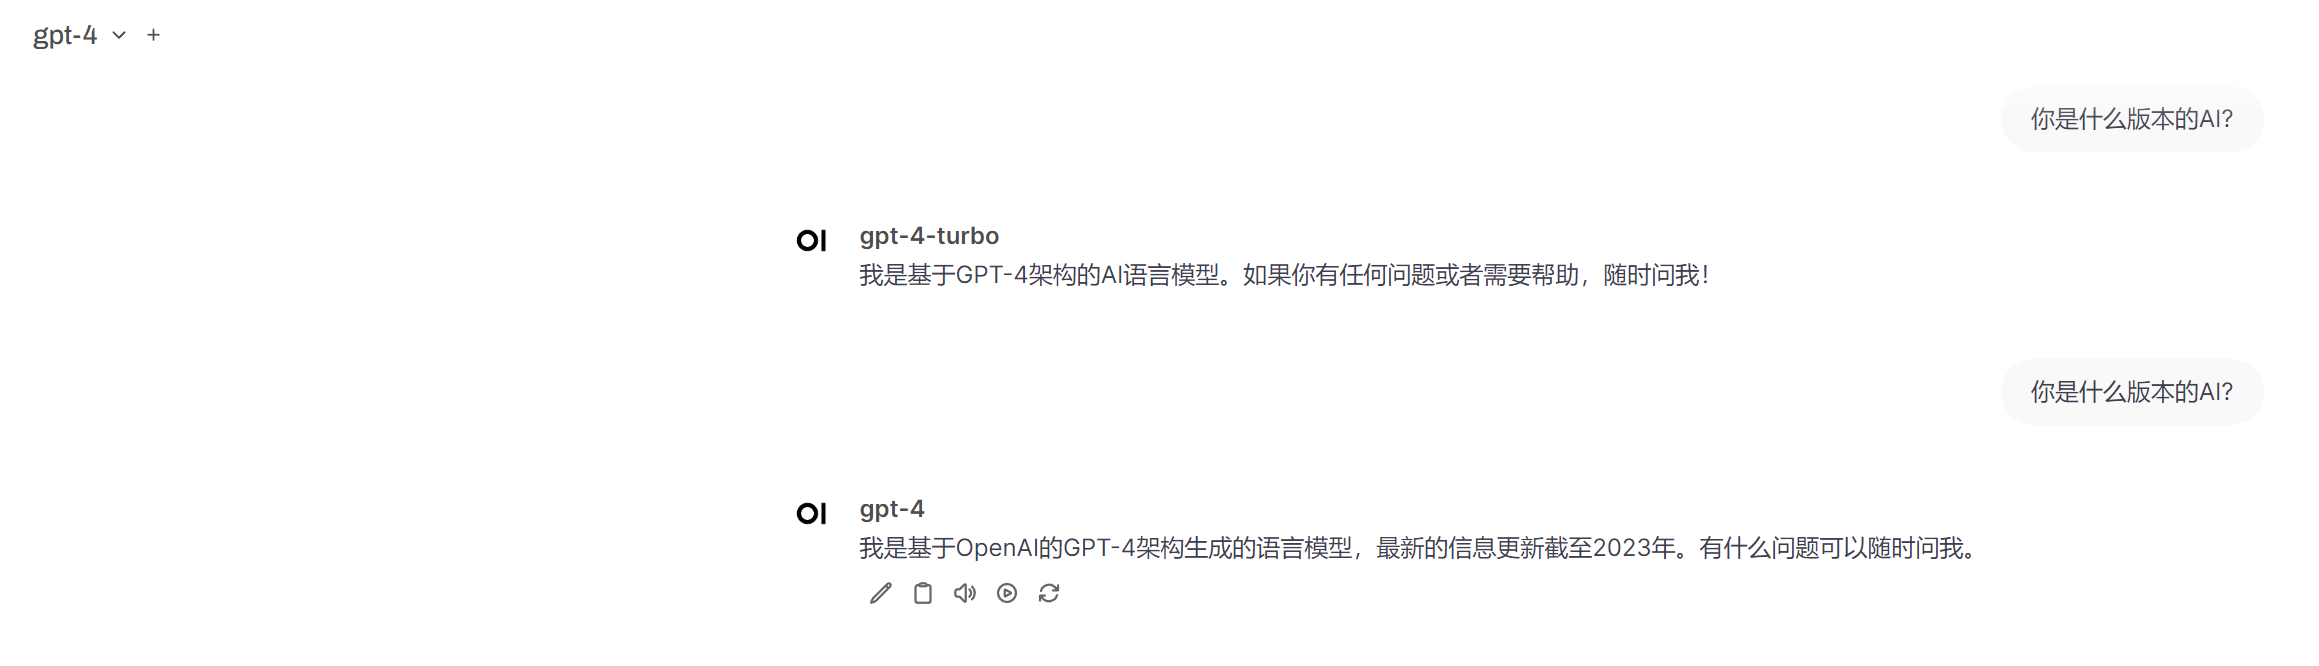 gpt-4
你是什么版本的AI?
gpt-4-turbo
我是基于GPT-4架构的AI语言模型。如果你有任何问题或者需要帮助，随时问我！
你是什么版本的AI?
gpt-4
我是基于OpenAI的GPT-4架构生成的语言模型，最新的信息更新截至2023年。有什么问题可以随时问我。